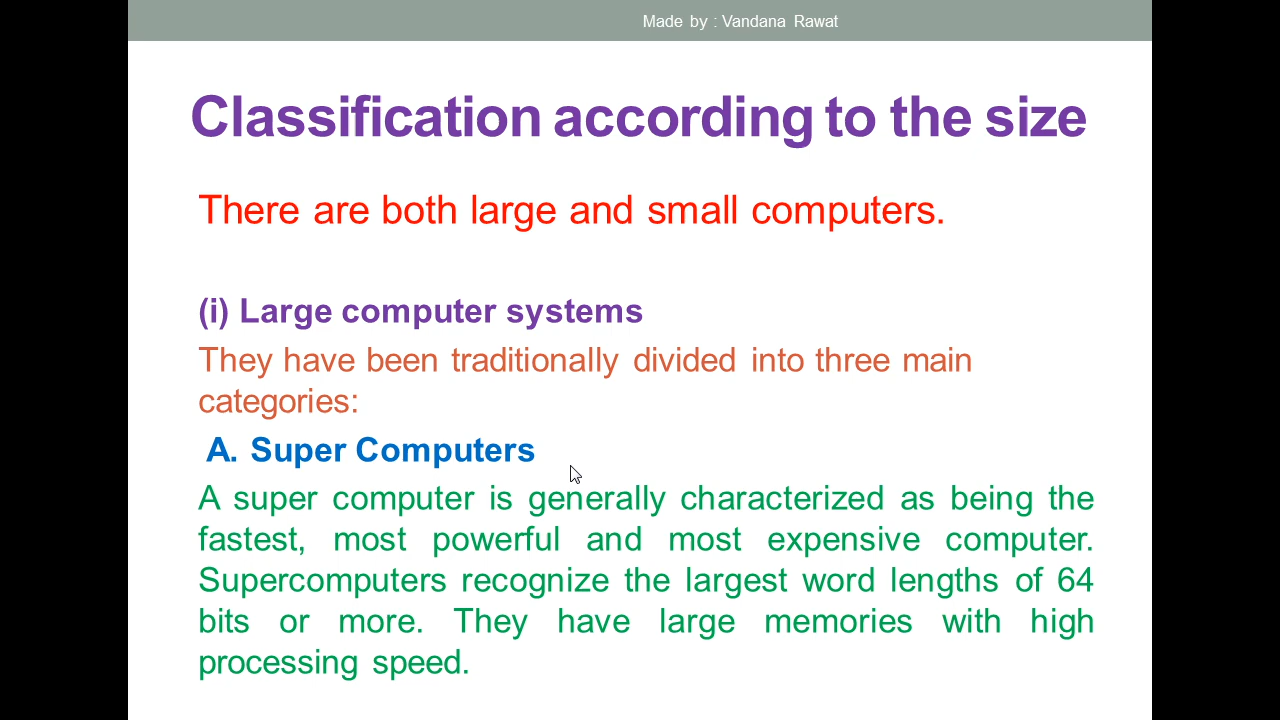 Made by : Vandana Rawat
Classification according to the size
There are both large and small computers.
(i) Large computer systems
They have been traditionally divided into three main
categories:
A. Super Computers
A super computer is generally characterized as being the
fastest, most powerful and most expensive computer.
Supercomputers recognize the largest word lengths of 64
bits or more. They have large memories with high
processing speed.